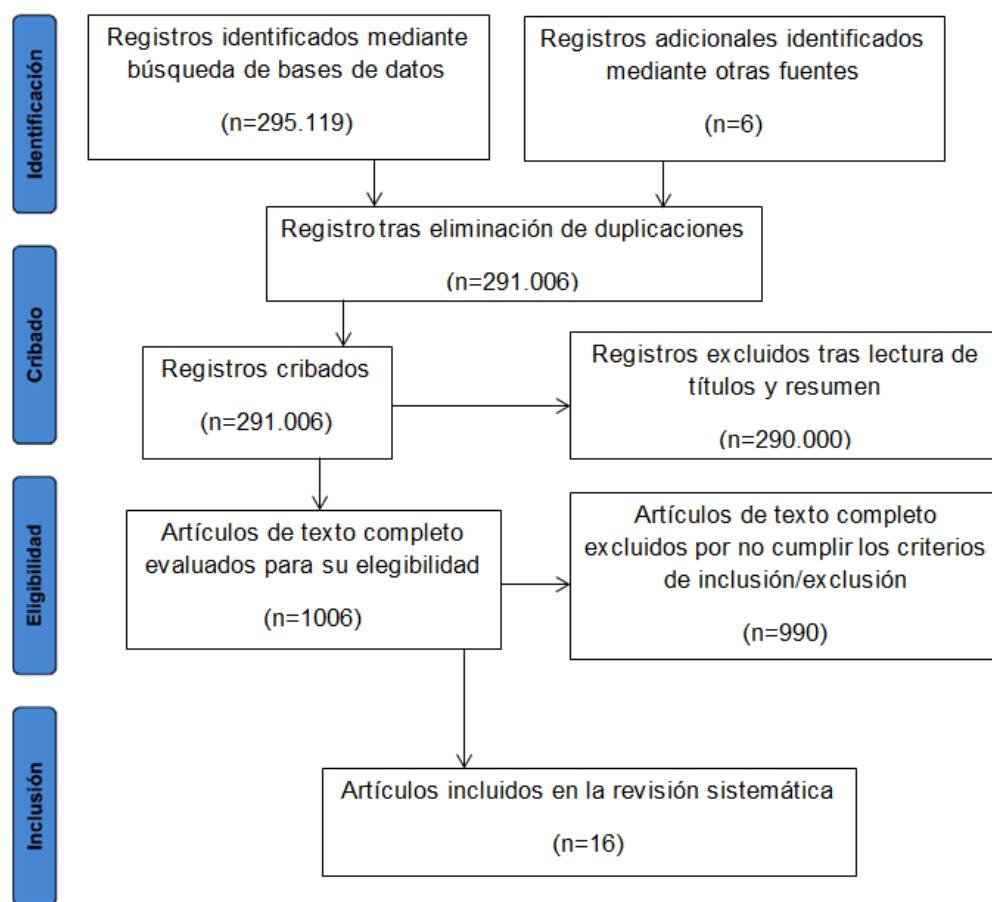 Identificación
Registros identificados mediante
búsqueda de bases de datos
(n=295.119)
Registros adicionales identificados
mediante otras fuentes
(n=6)
Registro tras eliminación de duplicaciones
(n=291.006)
Cribado
Registros cribados
(n=291.006)
Registros excluidos tras lectura de
títulos y resumen
(n=290.000)
Eligibilidad
Artículos de texto completo
evaluados para su elegibilidad
(n=1006)
Artículos de texto completo
excluidos por no cumplir los criterios
de inclusión/exclusión
(n=990)
Inclusión
Artículos incluidos en la revisión sistemática
(n=16)